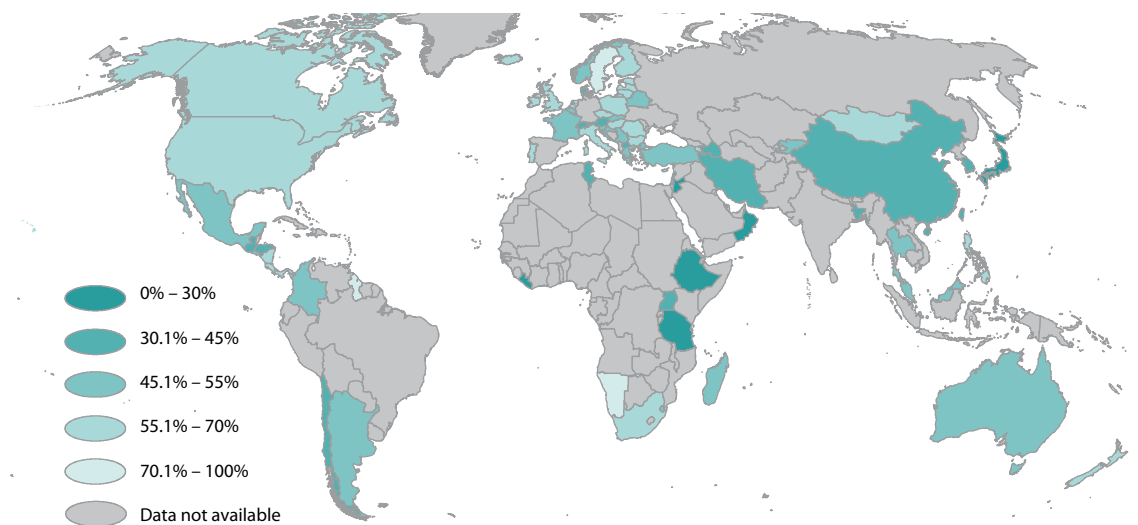 0% – 30%
30.1% – 45%
45.1% – 55%
55.1% – 70%
70.1% – 100%
Data not available